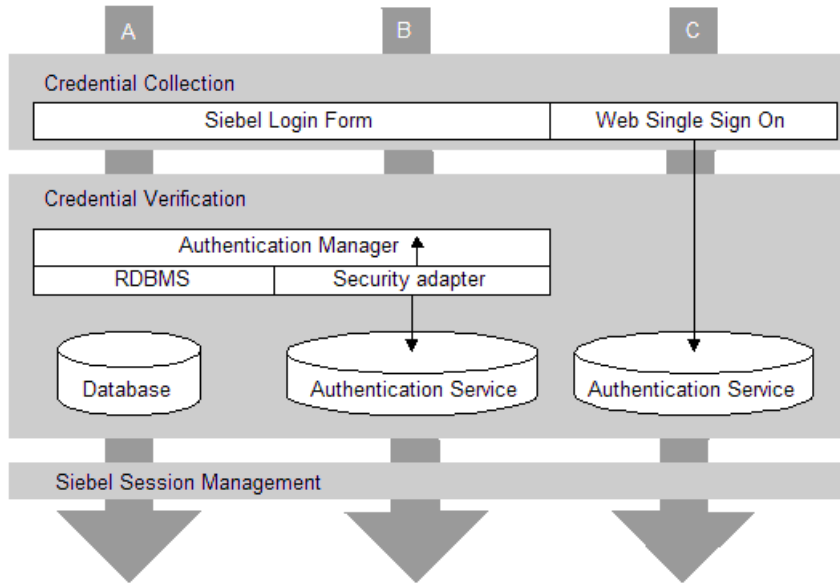 A B C
Credential Collection
Siebel Login Form Web Single Sign On
Credential Verification
Authentication Manager
RDBMS Security adapter
Database Authentication Service Authentication Service
Siebel Session Management